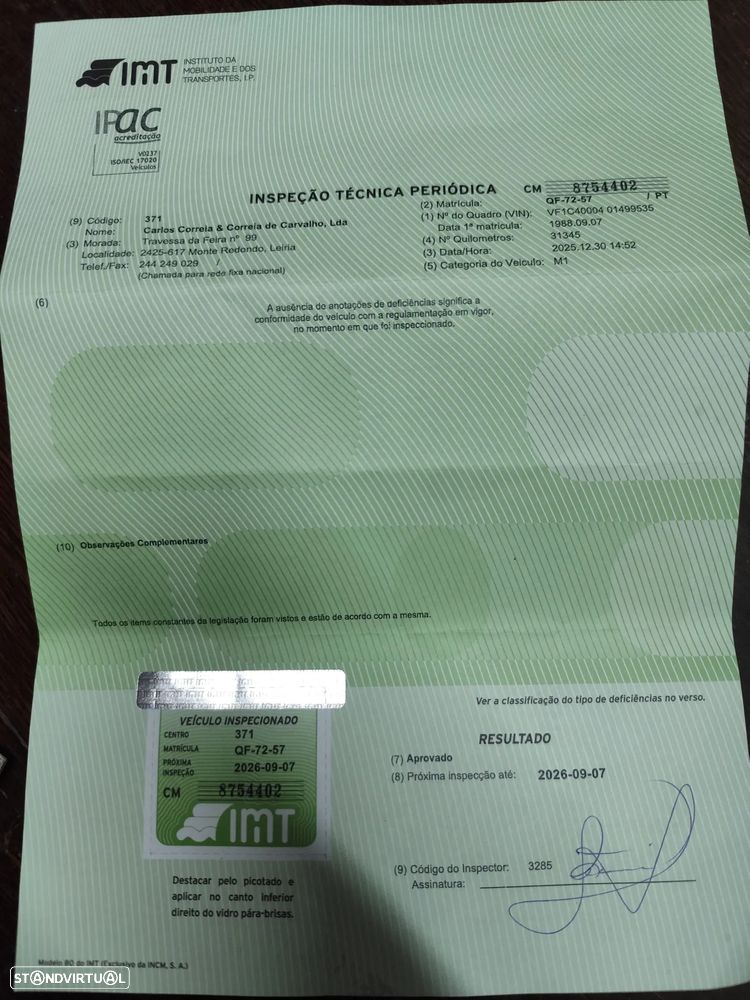 IMT INSTITUTO DA
MOBILIDADE E DOS
TRANSPORTES, I.P.
IPAC
acreditação
V0237
ISO/IEC 17020
Veículos
INSPEÇÃO TÉCNICA PERIÓDICA CM 8754402
(9) Código: 371
Nome: Carlos Correia & Correia de Carvalho, Lda
(3) Morada: Travessa da Feira nº 99
Localidade: 2425-617 Monte Redondo, Leiria
Telef./Fax: 244 249 029 /
(Chamada para rede fixa nacional)
(2) Matrícula: QF-72-57 / PT
(1) Nº do Quadro (VIN): VF1C40004 01499535
Data 1ª matrícula: 1988.09.07
(4) Nº Quilometros: 31345
(3) Data/Hora: 2025.12.30 14:52
(5) Categoria do Veículo: M1
(6)
A ausência de anotações de deficiências significa a
conformidade do veículo com a regulamentação em vigor,
no momento em que foi inspeccionado.
(10) Observações Complementares
Todos os items constantes da legislação foram vistos e estão de acordo com a mesma.
Ver a classificação do tipo de deficiências no verso.
VEÍCULO INSPECIONADO
CENTRO 371
MATRÍCULA QF-72-57
PRÓXIMA
INSPEÇÃO 2026-09-07
CM 8754402
IMT
RESULTADO
(7) Aprovado
(8) Próxima inspecção até: 2026-09-07
(9) Código do Inspector: 3285
Assinatura:
Destacar pelo picotado e
aplicar no canto inferior
direito do vidro pára-brisas.
Modelo 80 do IMT (Exclusivo da INCM, S. A.)
STANDVIRTUAL